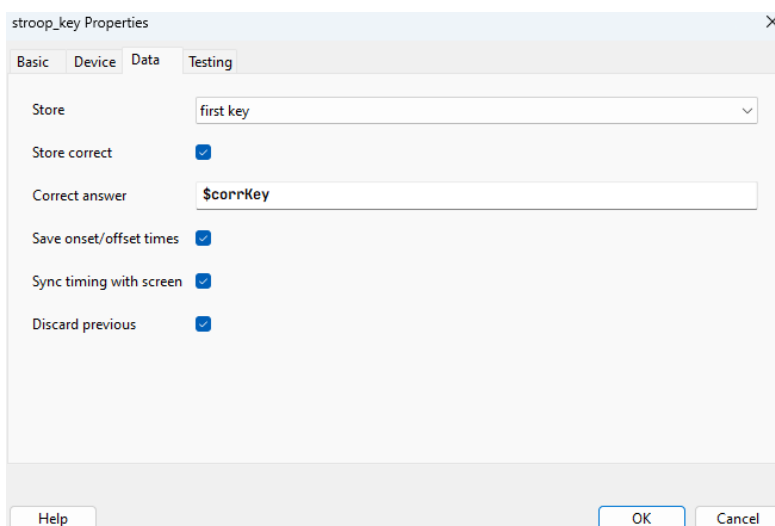 stroop_key Properties
Basic Device Data Testing
Store first key
Store correct
Correct answer $corrKey
Save onset/offset times
Sync timing with screen
Discard previous
Help OK Cancel